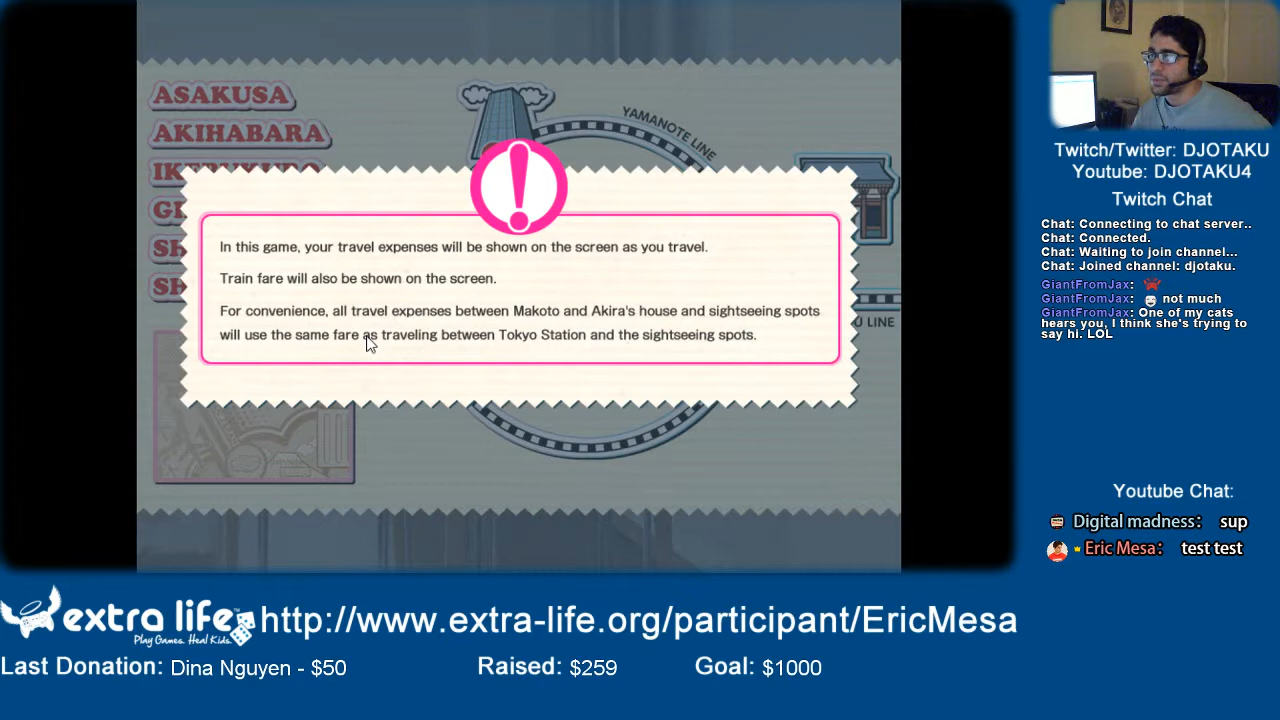 ASAKUSA
AKIHABARA
YAMANOTE LINE
In this game, your travel expenses will be shown on the screen as you travel.
Train fare will also be shown on the screen.
For convenience, all travel expenses between Makoto and Akira's house and sightseeing spots
will use the same fare as traveling between Tokyo Station and the sightseeing spots.
U LINE
Twitch/Twitter: DJOTAKU
Youtube: DJOTAKU4
Twitch Chat
Chat: Connecting to chat server..
Chat: Connected.
Chat: Waiting to join channel...
Chat: Joined channel: djotaku.
GiantFromJax:
GiantFromJax: not much
GiantFromJax: One of my cats
hears you, I think she's trying to
say hi. LOL
Youtube Chat:
Digital madness: sup
Eric Mesa: test test
extra life
Play Games. Heal Kids.
http://www.extra-life.org/participant/EricMesa
Last Donation: Dina Nguyen - $50
Raised: $259
Goal: $1000